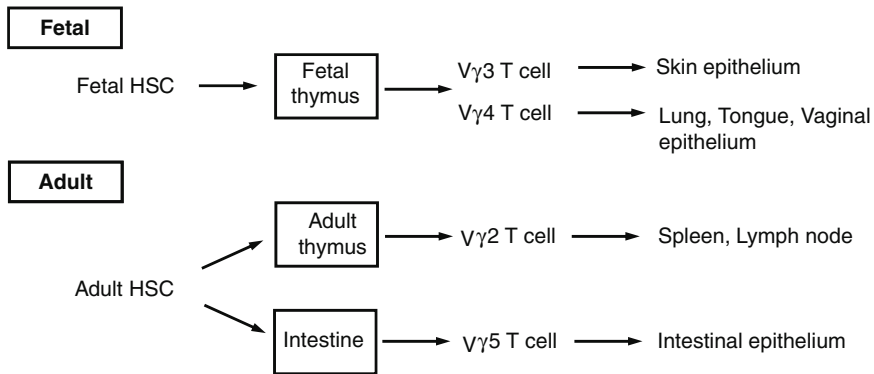 Fetal
Fetal HSC
Fetal
thymus
Vγ3 T cell
Skin epithelium
Vγ4 T cell
Lung, Tongue, Vaginal
epithelium
Adult
Adult HSC
Adult
thymus
Vγ2 T cell
Spleen, Lymph node
Intestine
Vγ5 T cell
Intestinal epithelium